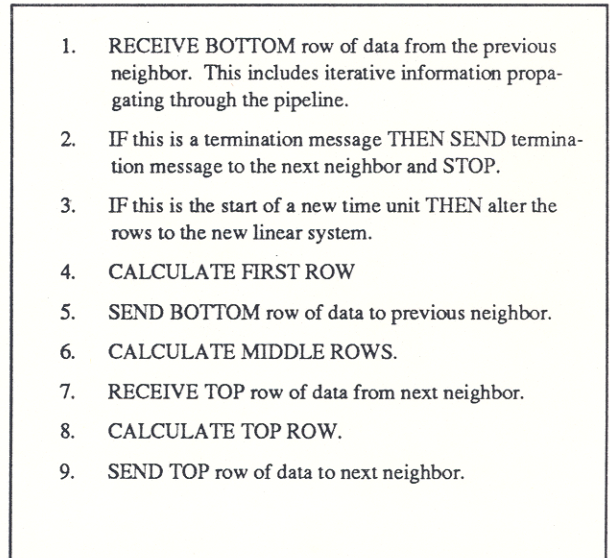 1. RECEIVE BOTTOM row of data from the previous
neighbor. This includes iterative information propa-
gating through the pipeline.
2. IF this is a termination message THEN SEND termina-
tion message to the next neighbor and STOP.
3. IF this is the start of a new time unit THEN alter the
rows to the new linear system.
4. CALCULATE FIRST ROW
5. SEND BOTTOM row of data to previous neighbor.
6. CALCULATE MIDDLE ROWS.
7. RECEIVE TOP row of data from next neighbor.
8. CALCULATE TOP ROW.
9. SEND TOP row of data to next neighbor.